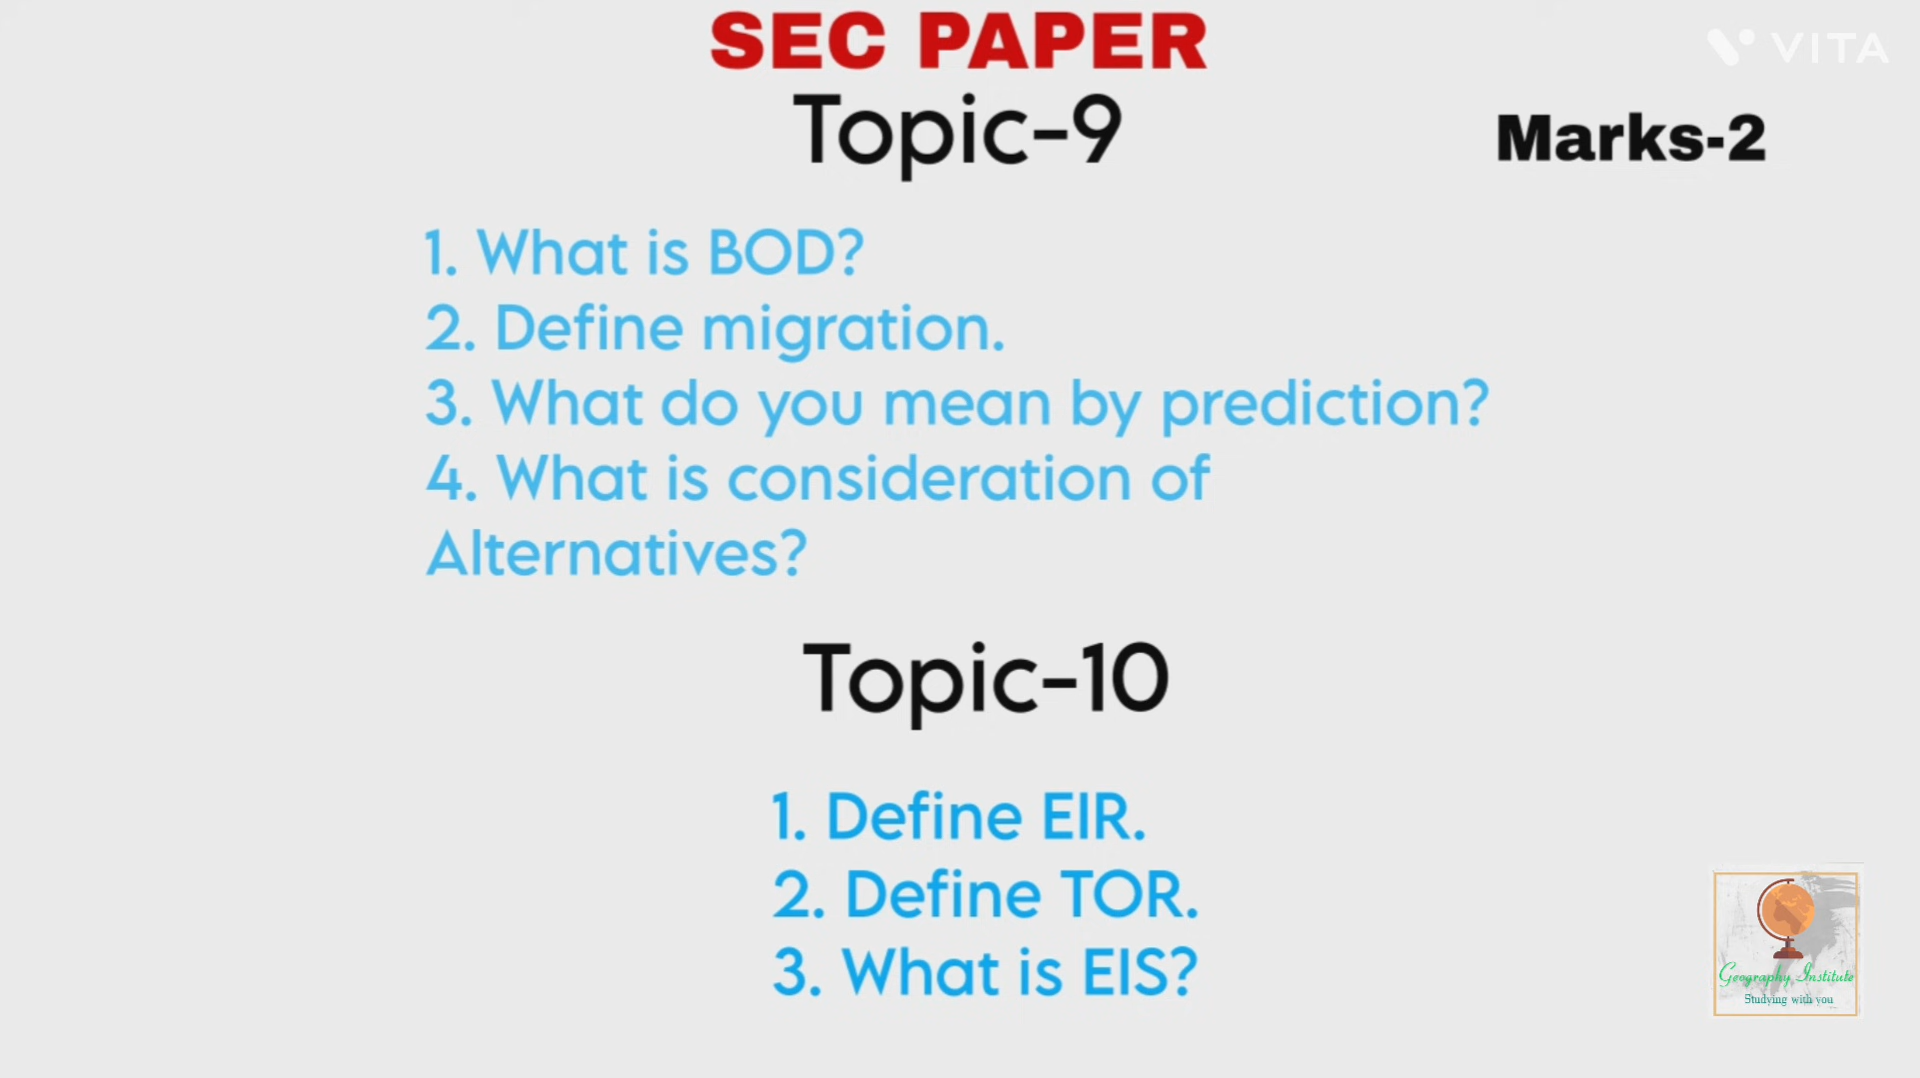 SEC PAPER
VITA
Topic-9
Marks-2
1. What is BOD?
2. Define migration.
3. What do you mean by prediction?
4. What is consideration of
Alternatives?
Topic-10
1. Define EIR.
2. Define TOR.
3. What is EIS?
Geography Institute
Studying with you